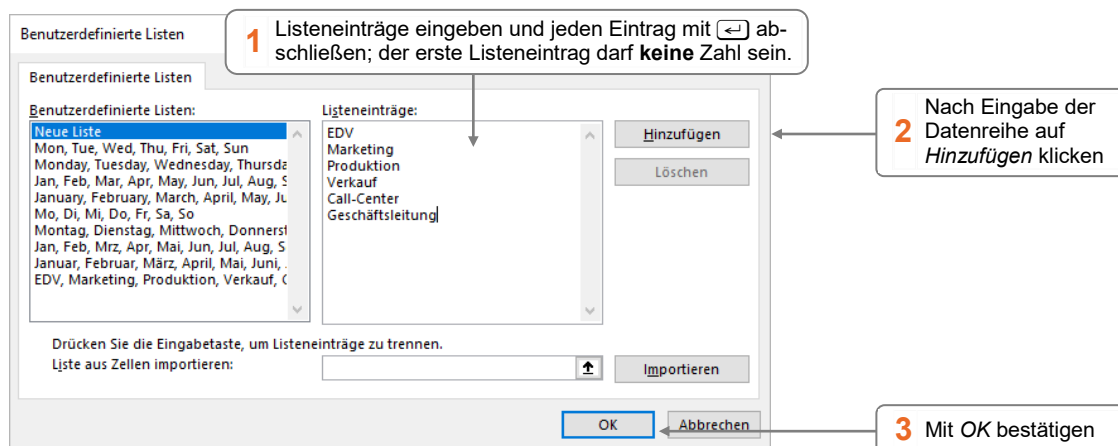 Benutzerdefinierte Listen
1 Listeneinträge eingeben und jeden Eintrag mit ↵ ab-
schließen; der erste Listeneintrag darf keine Zahl sein.
Benutzerdefinierte Listen
Benutzerdefinierte Listen:
Neue Liste
Mon, Tue, Wed, Thu, Fri, Sat, Sun
Monday, Tuesday, Wednesday, Thursda
Jan, Feb, Mar, Apr, May, Jun, Jul, Aug, S
January, February, March, April, May, Ju
Mo, Di, Mi, Do, Fr, Sa, So
Montag, Dienstag, Mittwoch, Donnerst
Jan, Feb, Mrz, Apr, Mai, Jun, Jul, Aug, S
Januar, Februar, März, April, Mai, Juni,
EDV, Marketing, Produktion, Verkauf, C
Listeneinträge:
EDV
Marketing
Produktion
Verkauf
Call-Center
Geschäftsleitung
Hinzufügen
Löschen
2 Nach Eingabe der
Datenreihe auf
Hinzufügen klicken
Drücken Sie die Eingabetaste, um Listeneinträge zu trennen.
Liste aus Zellen importieren:
Importieren
OK
Abbrechen
3 Mit OK bestätigen